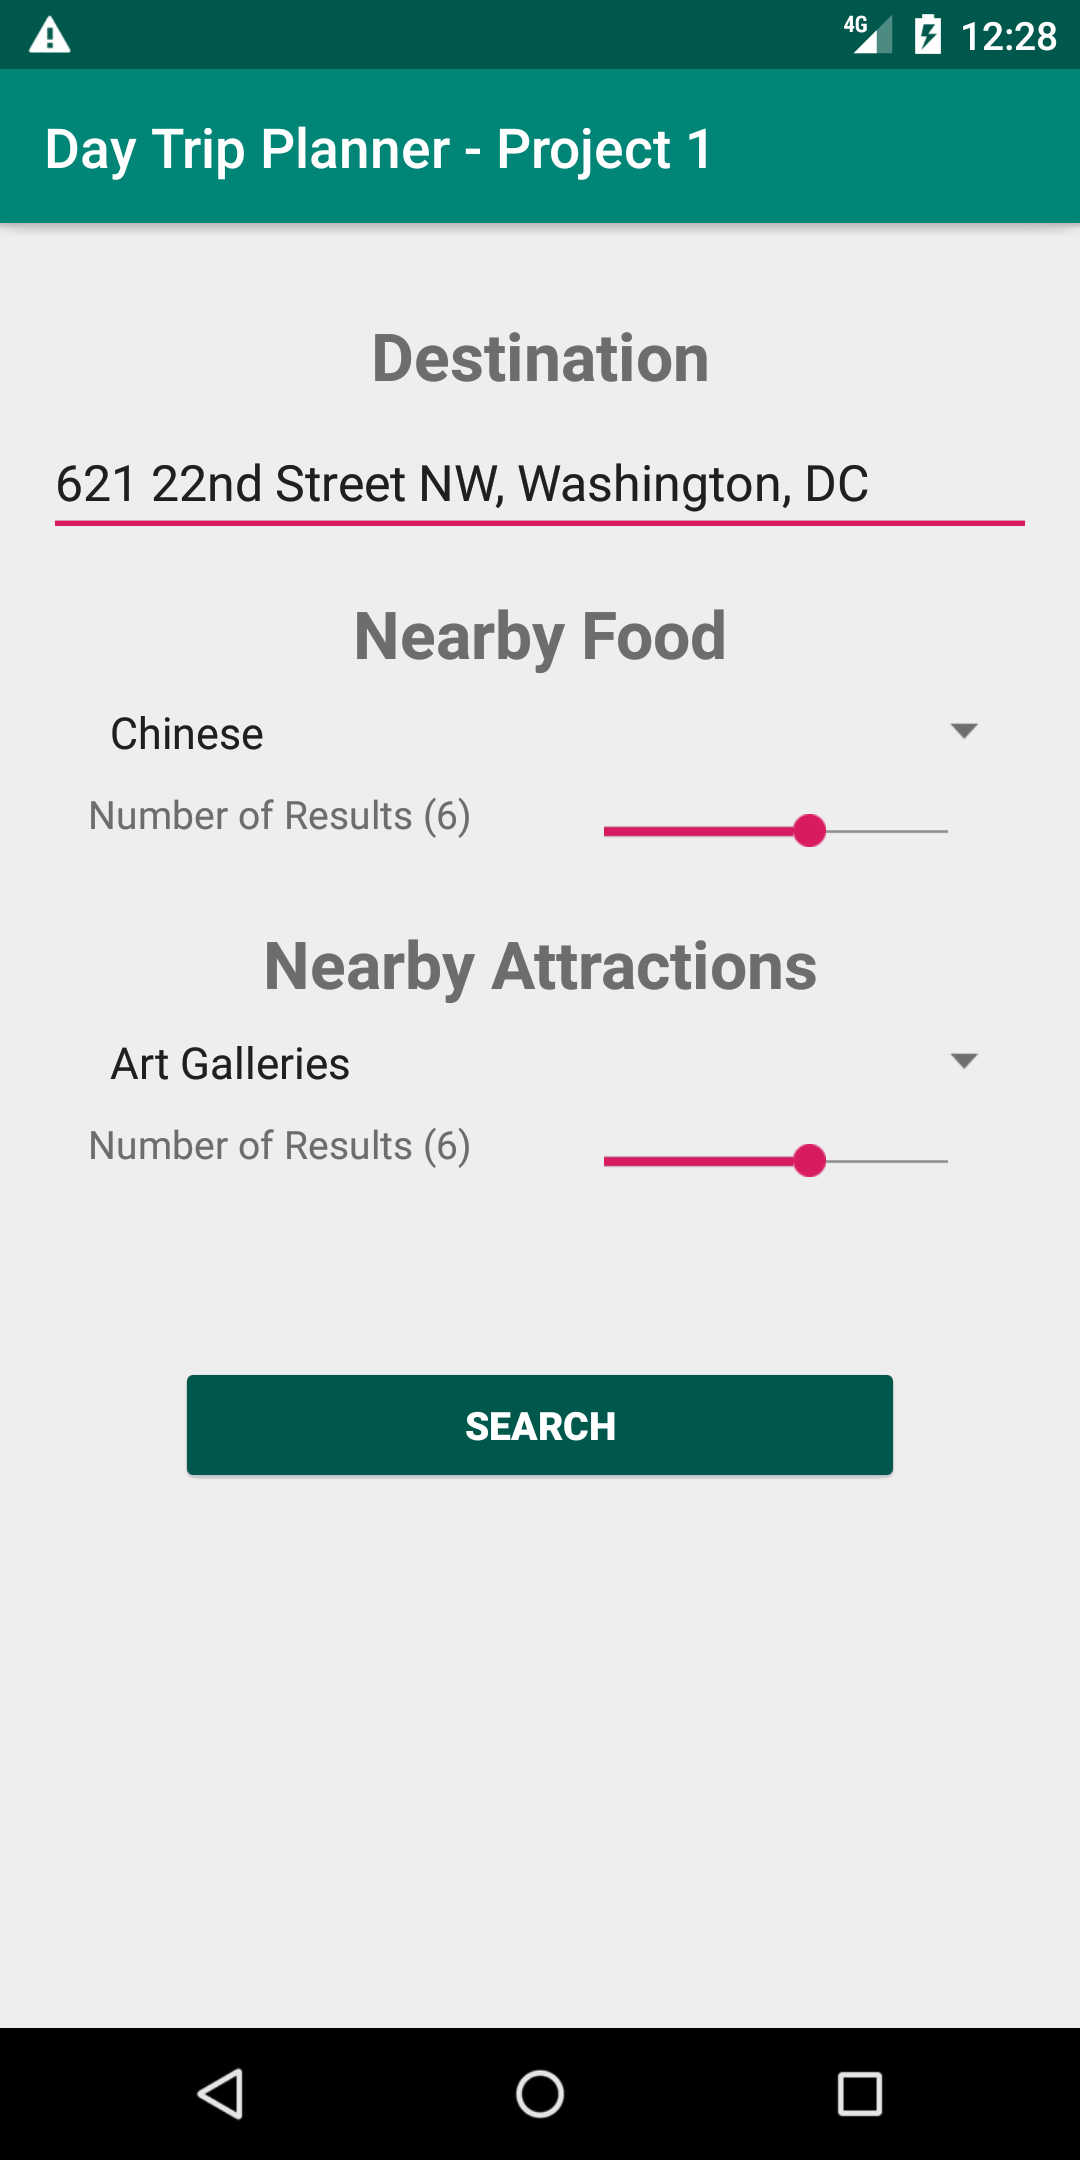 4G 12:28
Day Trip Planner - Project 1
Destination
621 22nd Street NW, Washington, DC
Nearby Food
Chinese
Number of Results (6)
Nearby Attractions
Art Galleries
Number of Results (6)
SEARCH